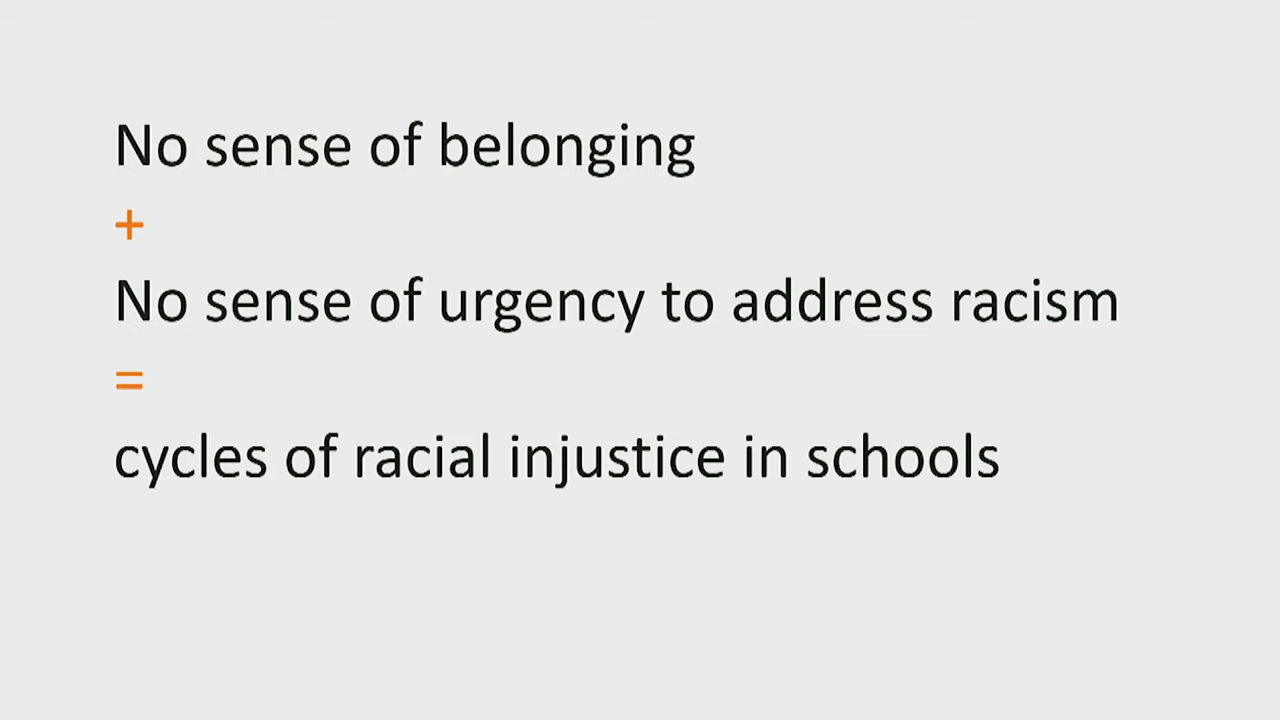 No sense of belonging
+
No sense of urgency to address racism
=
cycles of racial injustice in schools